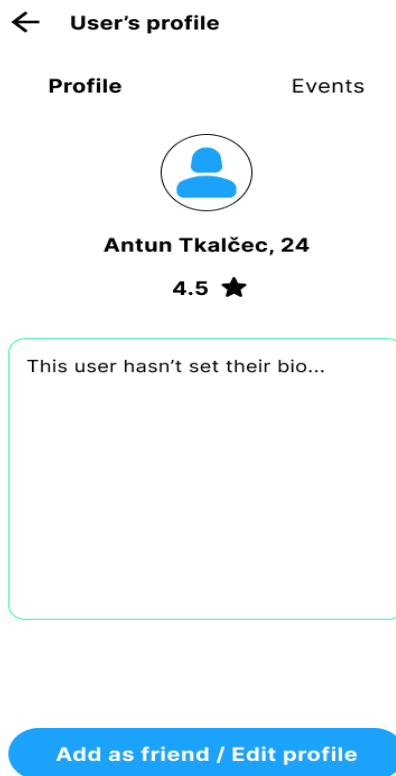 User's profile
Profile Events
Antun Tkalčec, 24
4.5
This user hasn't set their bio...
Add as friend / Edit profile